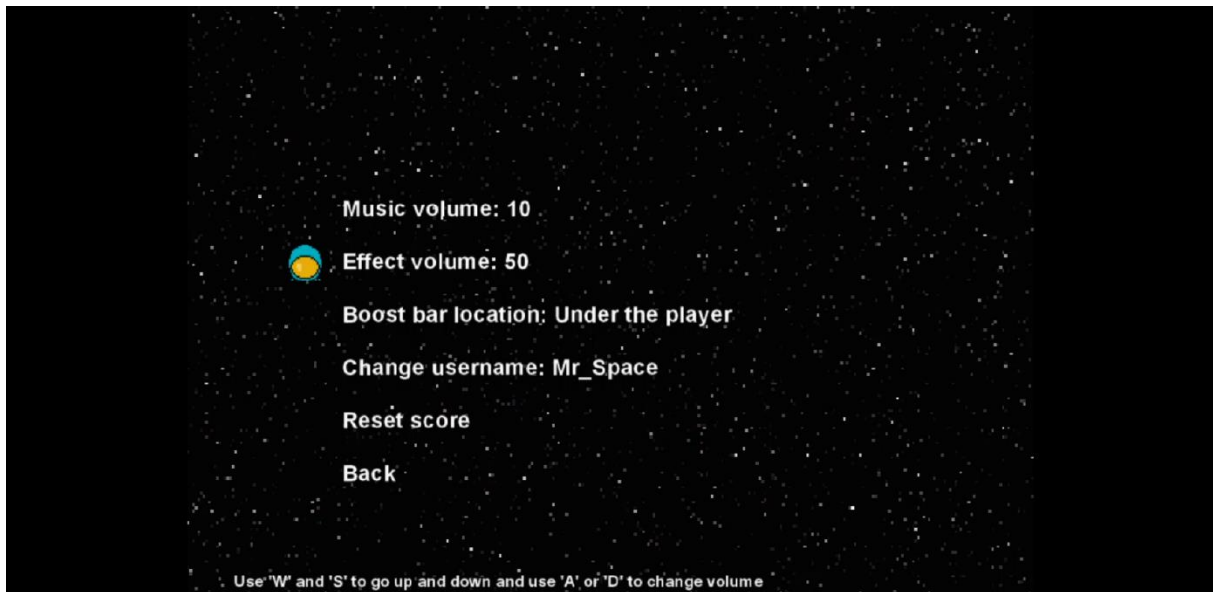 Music volume: 10
Effect volume: 50
Boost bar location: Under the player
Change username: Mr_Space
Reset score
Back
Use 'W' and 'S' to go up and down and use 'A' or 'D' to change volume